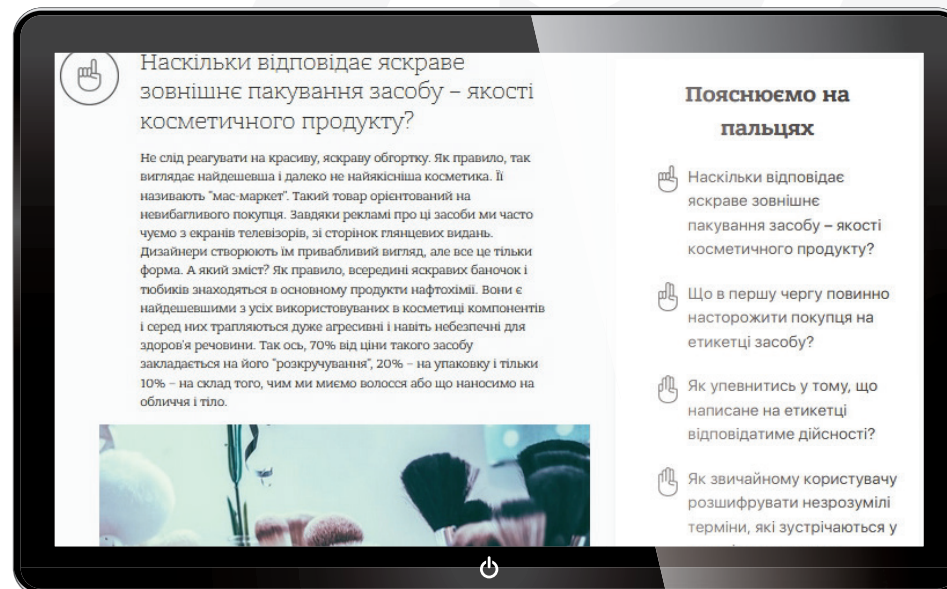 Наскільки відповідає яскраве
зовнішнє пакування засобу – якості
косметичного продукту?
Не слід реагувати на красиву, яскраву обгортку. Як правило, так
виглядає найдешевша і далеко не найякісніша косметика. Її
називають "мас-маркет". Такий товар орієнтований на
невибагливого покупця. Завдяки рекламі про ці засоби ми часто
чуємо з екранів телевізорів, зі сторінок глянцевих видань.
Дизайнери створюють їм привабливий вигляд, але все це тільки
форма. А який зміст? Як правило, всередині яскравих баночок і
тюбиків знаходяться в основному продукти нафтохімії. Вони є
найдешевшими з усіх використовуваних в косметиці компонентів
і серед них трапляються дуже агресивні і навіть небезпечні для
здоров'я речовини. Так ось, 70% від ціни такого засобу
закладається на його "розкручування", 20% – на упаковку і тільки
10% – на склад того, чим ми миємо волосся або що наносимо на
обличчя і тіло.
Пояснюємо на
пальцях
Наскільки відповідає
яскраве зовнішнє
пакування засобу – якості
косметичного продукту?
Що в першу чергу повинно
насторожити покупця на
етикетці засобу?
Як упевнитись у тому, що
написане на етикетці
відповідатиме дійсності?
Як звичайному користувачу
розшифрувати незрозумілі
терміни, які зустрічаються у